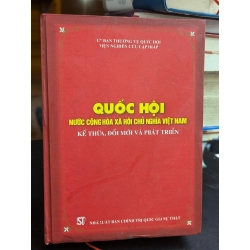 ỦY BAN THƯỜNG VỤ QUỐC HỘI
VIỆN NGHIÊN CỨU LẬP PHÁP
QUỐC HỘI
NƯỚC CỘNG HÒA XÃ HỘI CHỦ NGHĨA VIỆT NAM
KẾ THỪA, ĐỔI MỚI VÀ PHÁT TRIỂN
ST
NHÀ XUẤT BẢN CHÍNH TRỊ QUỐC GIA SỰ THẬT